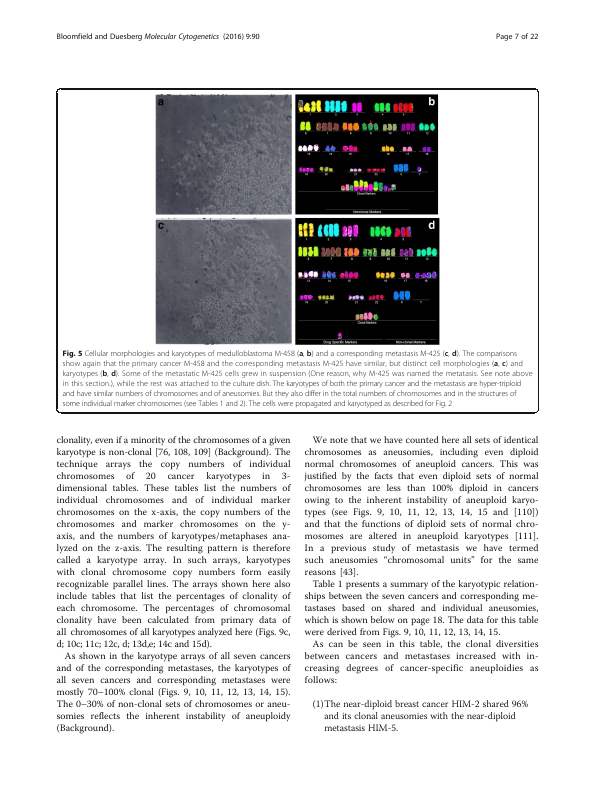 Bloomfield and Duesberg Molecular Cytogenetics (2016) 9:90
Page 7 of 22
a
b
c
d
Clonal Markers
Nonclonal Markers
Clonal Markers
Drug Specific Markers
Non-clonal Markers
Fig. 5 Cellular morphologies and karyotypes of medulloblastoma M-458 (a, b) and a corresponding metastasis M-425 (c, d). The comparisons
show again that the primary cancer M-458 and the corresponding metastasis M-425 have similar, but distinct cell morphologies (a, c) and
karyotypes (b, d). Some of the metastatic M-425 cells grew in suspension (One reason, why M-425 was named the metastasis. See note above
in this section.), while the rest was attached to the culture dish. The karyotypes of both the primary cancer and the metastasis are hyper-triploid
and have similar numbers of chromosomes and of aneusomies. But they also differ in the total numbers of chromosomes and in the structures of
some individual marker chromosomes (see Tables 1 and 2). The cells were propagated and karyotyped as described for Fig. 2
clonality, even if a minority of the chromosomes of a given
karyotype is non-clonal [76, 108, 109] (Background). The
technique arrays the copy numbers of individual
chromosomes of 20 cancer karyotypes in 3-
dimensional tables. These tables list the numbers of
individual chromosomes and of individual marker
chromosomes on the x-axis, the copy numbers of the
chromosomes and marker chromosomes on the y-
axis, and the numbers of karyotypes/metaphases ana-
lyzed on the z-axis. The resulting pattern is therefore
called a karyotype array. In such arrays, karyotypes
with clonal chromosome copy numbers form easily
recognizable parallel lines. The arrays shown here also
include tables that list the percentages of clonality of
each chromosome. The percentages of chromosomal
clonality have been calculated from primary data of
all chromosomes of all karyotypes analyzed here (Figs. 9c,
d; 10c; 11c; 12c, d; 13d,e; 14c and 15d).
As shown in the karyotype arrays of all seven cancers
and of the corresponding metastases, the karyotypes of
all seven cancers and corresponding metastases were
mostly 70–100% clonal (Figs. 9, 10, 11, 12, 13, 14, 15).
The 0–30% of non-clonal sets of chromosomes or aneu-
somies reflects the inherent instability of aneuploidy
(Background).
We note that we have counted here all sets of identical
chromosomes as aneusomies, including even diploid
normal chromosomes of aneuploid cancers. This was
justified by the facts that even diploid sets of normal
chromosomes are less than 100% diploid in cancers
owing to the inherent instability of aneuploid karyo-
types (see Figs. 9, 10, 11, 12, 13, 14, 15 and [110])
and that the functions of diploid sets of normal chro-
mosomes are altered in aneuploid karyotypes [111].
In a previous study of metastasis we have termed
such aneusomies “chromosomal units” for the same
reasons [43].
Table 1 presents a summary of the karyotypic relation-
ships between the seven cancers and corresponding me-
tastases based on shared and individual aneusomies,
which is shown below on page 18. The data for this table
were derived from Figs. 9, 10, 11, 12, 13, 14, 15.
As can be seen in this table, the clonal diversities
between cancers and metastases increased with in-
creasing degrees of cancer-specific aneuploidies as
follows:
(1)The near-diploid breast cancer HIM-2 shared 96%
and its clonal aneusomies with the near-diploid
metastasis HIM-5.